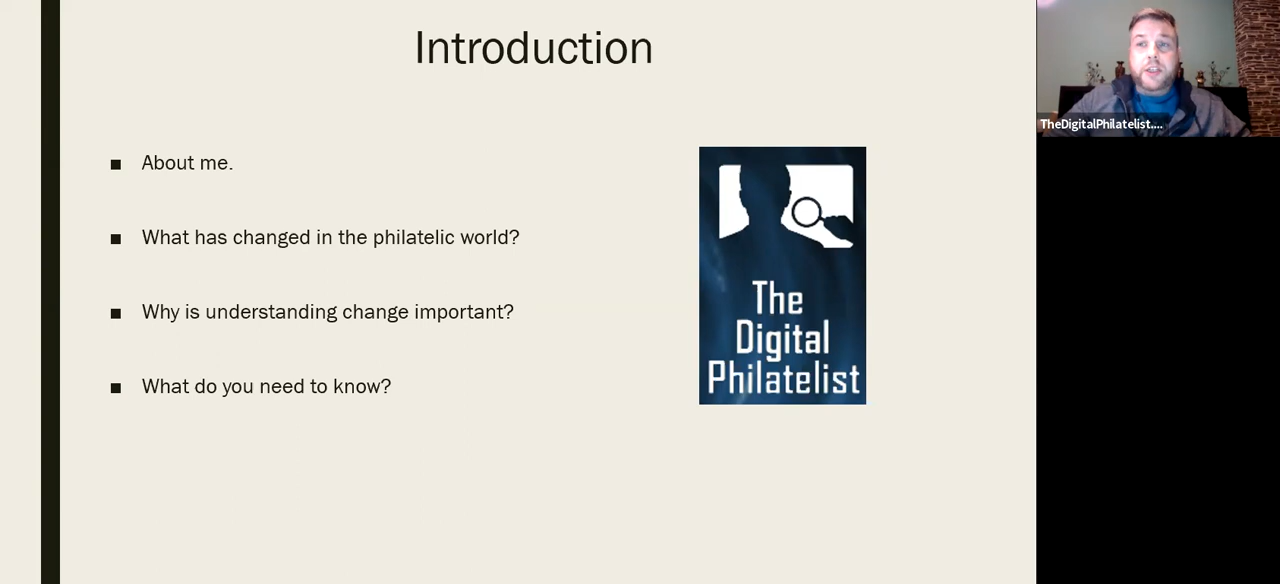 Introduction
About me.
What has changed in the philatelic world?
Why is understanding change important?
What do you need to know?
The
Digital
Philatelist
TheDigitalPhilatelist....